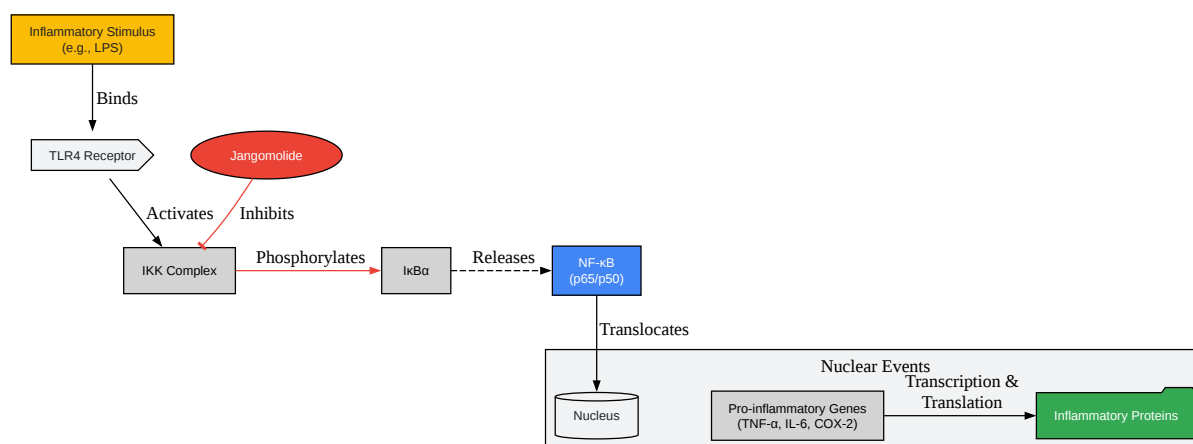 Inflammatory Stimulus
(e.g., LPS)
Binds
TLR4 Receptor
Jangomolide
Activates
Inhibits
IKK Complex
Phosphorylates
IκBα
Releases
NF-κB
(p65/p50)
Translocates
Nuclear Events
Nucleus
Pro-inflammatory Genes
(TNF-α, IL-6, COX-2)
Transcription &
Translation
Inflammatory Proteins